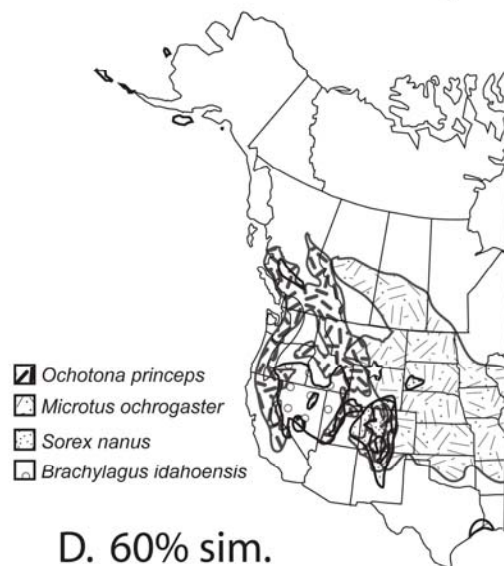 Ochotona princeps
Microtus ochrogaster
Sorex nanus
Brachylagus idahoensis
D. 60% sim.